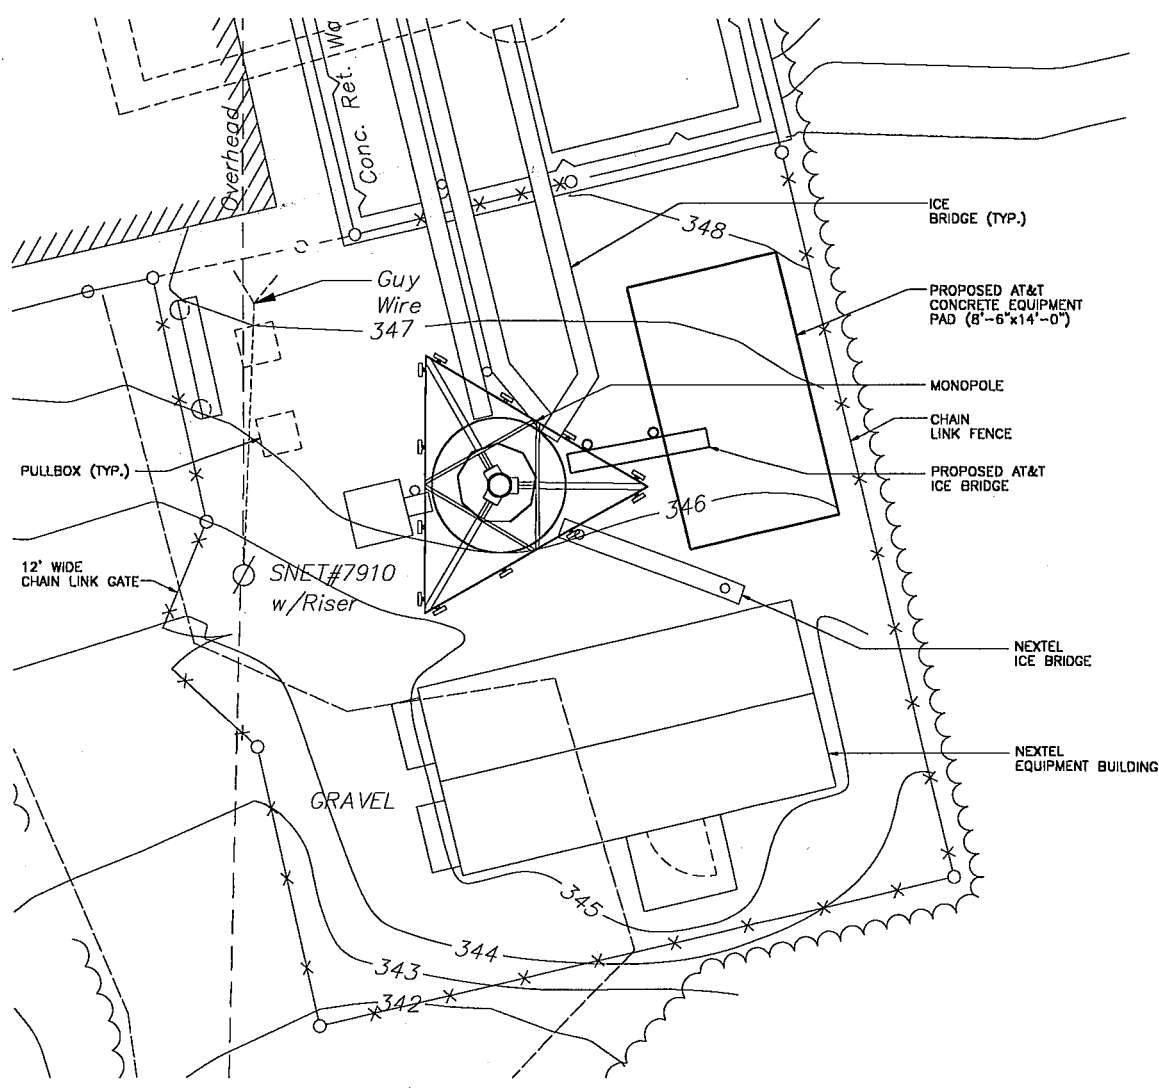 Overhead
Conc. Ret. Wa
ICE
BRIDGE (TYP.)
348
Guy
Wire
347
PROPOSED AT&T
CONCRETE EQUIPMENT
PAD (8'-6"x14'-0")
MONOPOLE
CHAIN
LINK FENCE
PULLBOX (TYP.)
PROPOSED AT&T
ICE BRIDGE
346
12' WIDE
CHAIN LINK GATE
SNET#7910
w/Riser
NEXTEL
ICE BRIDGE
NEXTEL
EQUIPMENT BUILDING
GRAVEL
345
344
343
342